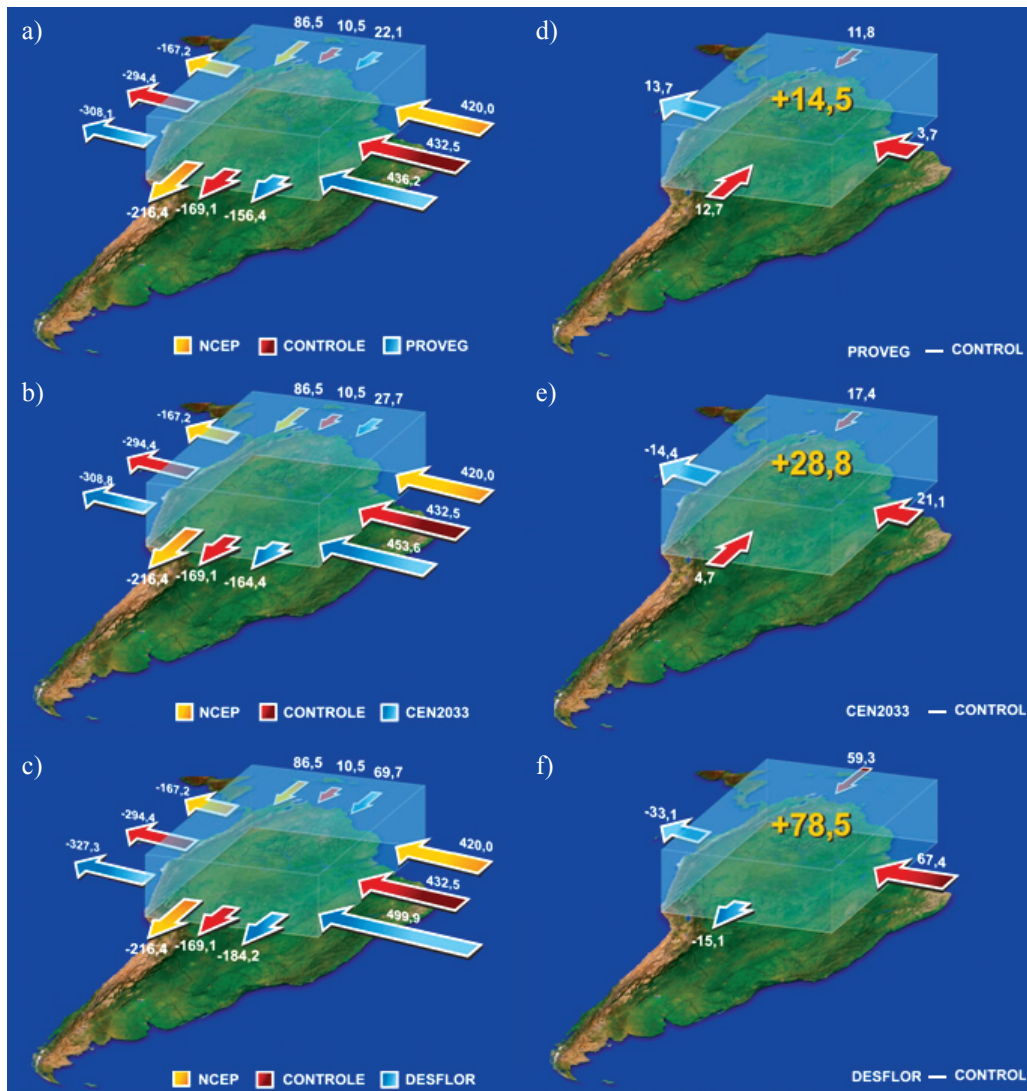 a)
86,5 10,5 22,1
-167,2
-294,4
-308,1
420,0
432,5
436,2
-216,4
-169,1
-156,4
NCEP CONTROLE PROVEG
d)
11,8
13,7
+14,5
3,7
12,7
PROVEG — CONTROL
b)
86,5 10,5 27,7
-167,2
-294,4
-308,8
420,0
432,5
453,6
-216,4
-169,1
-164,4
NCEP CONTROLE CEN2033
e)
17,4
-14,4
+28,8
21,1
4,7
CEN2033 — CONTROL
c)
86,5 10,5 69,7
-167,2
-294,4
-327,3
420,0
432,5
499,9
-216,4
-169,1
-184,2
NCEP CONTROLE DESFLOR
f)
59,3
-33,1
+78,5
67,4
-15,1
DESFLOR — CONTROL